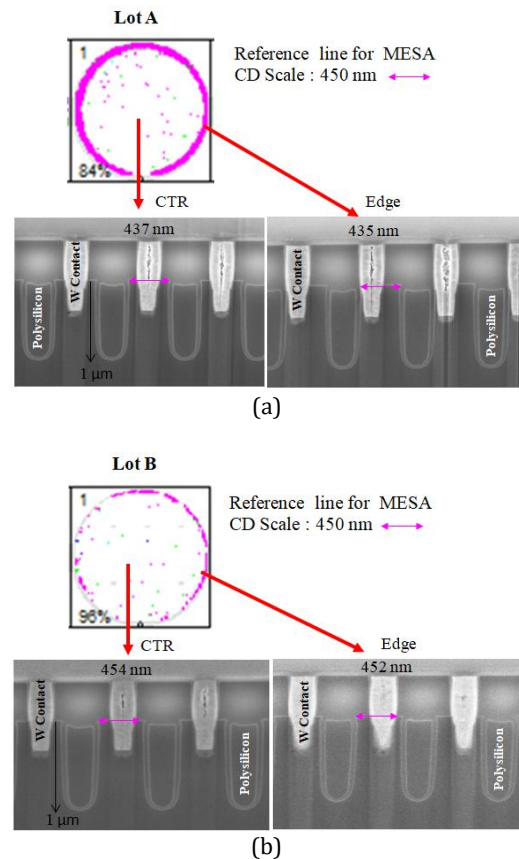 Lot A
1
84%
Reference line for MESA
CD Scale : 450 nm
CTR
Edge
437 nm
435 nm
Polysilicon
W Contact
1 µm
W Contact
Polysilicon
(a)
Lot B
1
96%
Reference line for MESA
CD Scale : 450 nm
CTR
Edge
454 nm
452 nm
W Contact
1 µm
Polysilicon
W Contact
Polysilicon
(b)